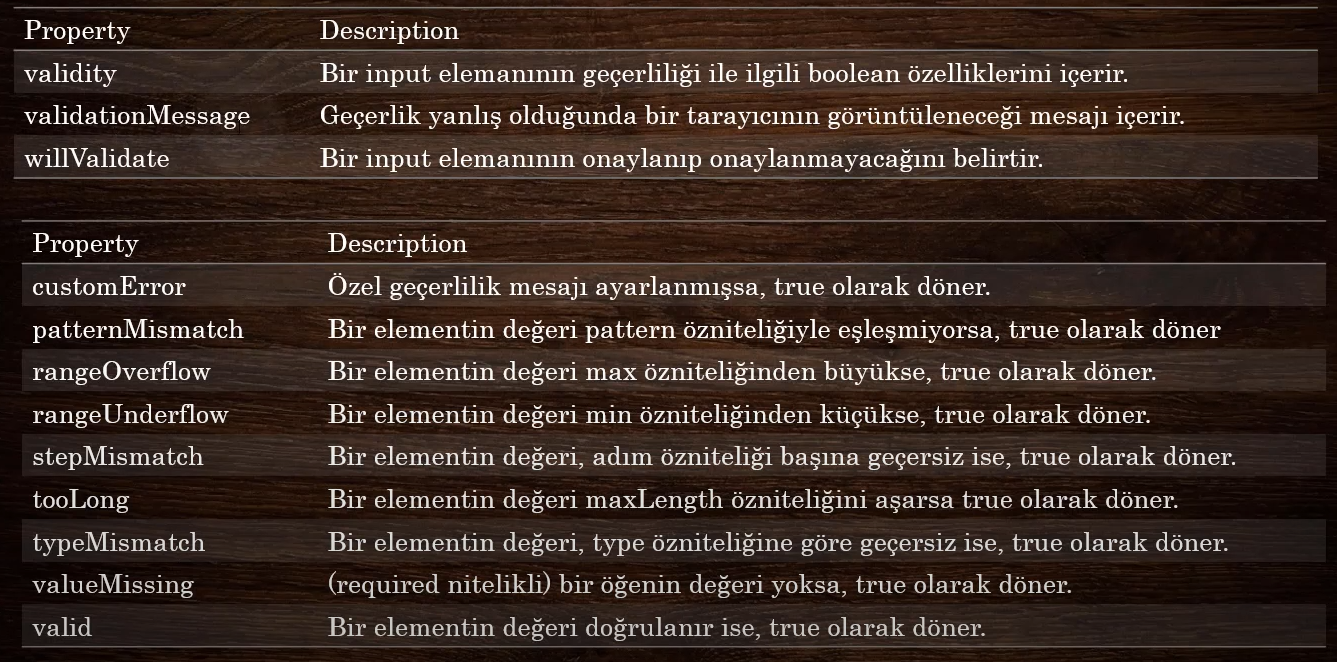 Property Description
validity Bir input elemanının geçerliliği ile ilgili boolean özelliklerini içerir.
validationMessage Geçerlik yanlış olduğunda bir tarayıcının görüntüleneceği mesajı içerir.
willValidate Bir input elemanının onaylanıp onaylanmayacağını belirtir.
Property Description
customError Özel geçerlilik mesajı ayarlanmışsa, true olarak döner.
patternMismatch Bir elementin değeri pattern özniteliğiyle eşleşmiyorsa, true olarak döner
rangeOverflow Bir elementin değeri max özniteliğinden büyükse, true olarak döner.
rangeUnderflow Bir elementin değeri min özniteliğinden küçükse, true olarak döner.
stepMismatch Bir elementin değeri, adım özniteliği başına geçersiz ise, true olarak döner.
tooLong Bir elementin değeri maxLength özniteliğini aşarsa true olarak döner.
typeMismatch Bir elementin değeri, type özniteliğine göre geçersiz ise, true olarak döner.
valueMissing (required nitelikli) bir öğenin değeri yoksa, true olarak döner.
valid Bir elementin değeri doğrulanır ise, true olarak döner.